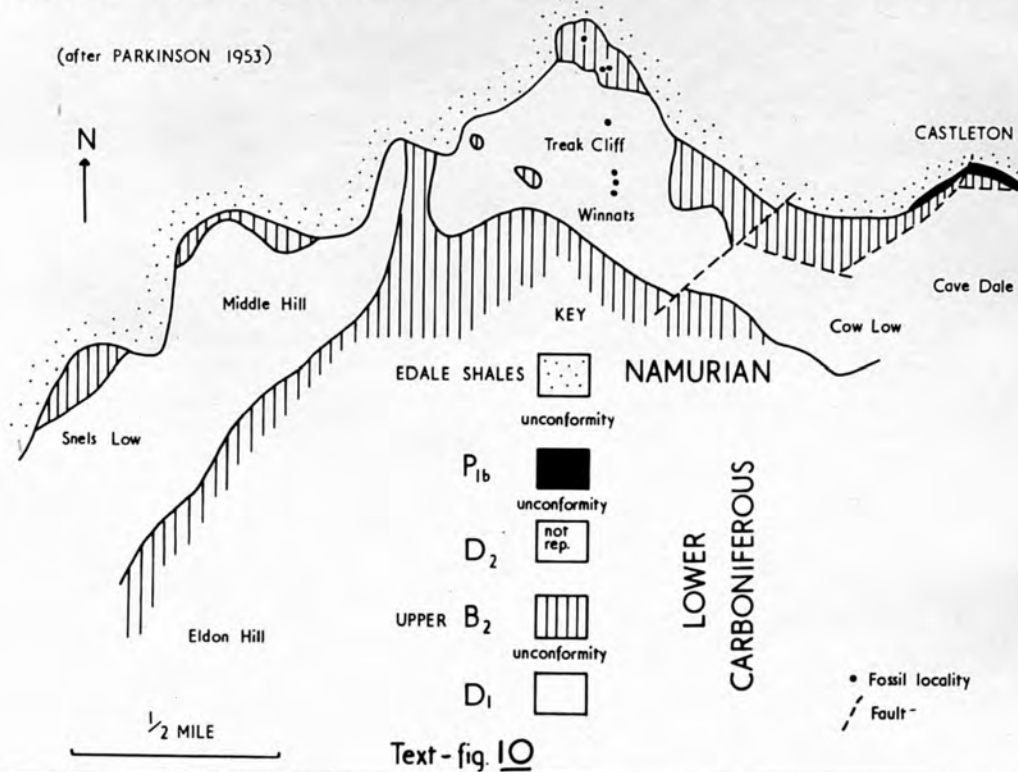 (after PARKINSON 1953)
N
CASTLETON
Treak Cliff
Winnats
Middle Hill
Cave Dale
Cow Low
Snels Low
Eldon Hill
KEY
EDALE SHALES
NAMURIAN
unconformity
P1b
unconformity
D2
not
rep.
UPPER B2
unconformity
D1
LOWER
CARBONIFEROUS
• Fossil locality
Fault-
1/2 MILE
Text-fig. 10